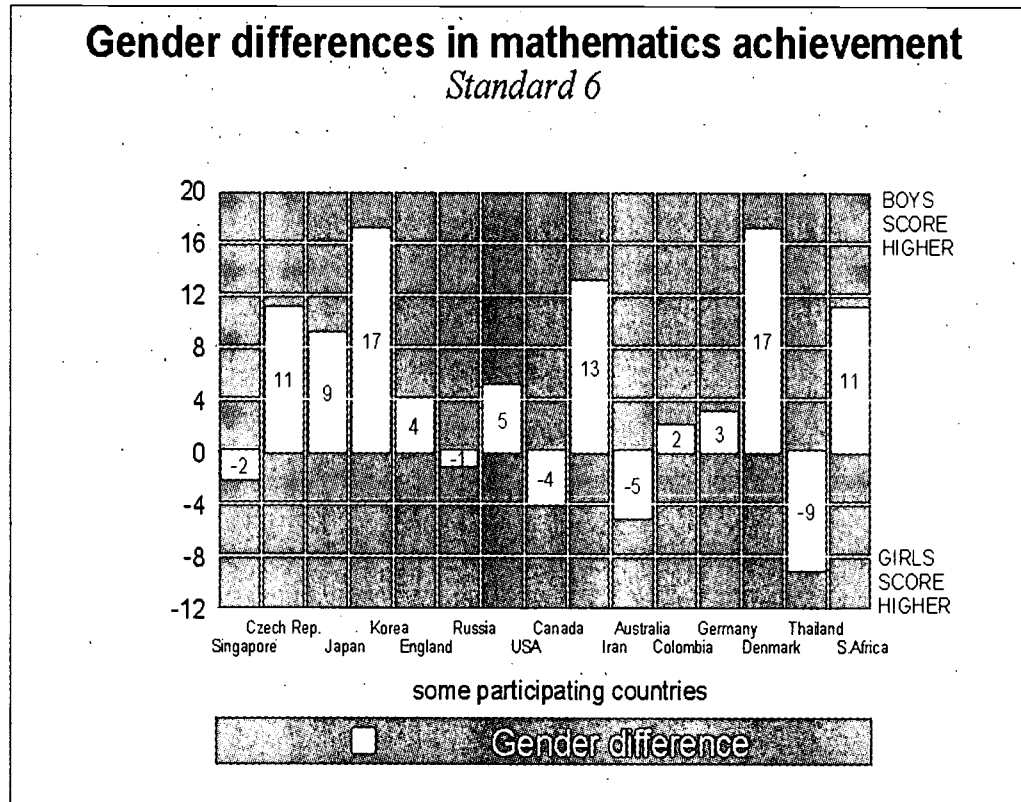 Gender differences in mathematics achievement
Standard 6
20
16
12
8
4
0
-4
-8
-12
BOYS
SCORE
HIGHER
GIRLS
SCORE
HIGHER
-2
11
9
17
4
-1
5
-4
13
-5
2
3
17
-9
11
Czech Rep. Korea Russia Canada Australia Germany Thailand
Singapore Japan England USA Iran Colombia Denmark S.Africa
some participating countries
Gender difference